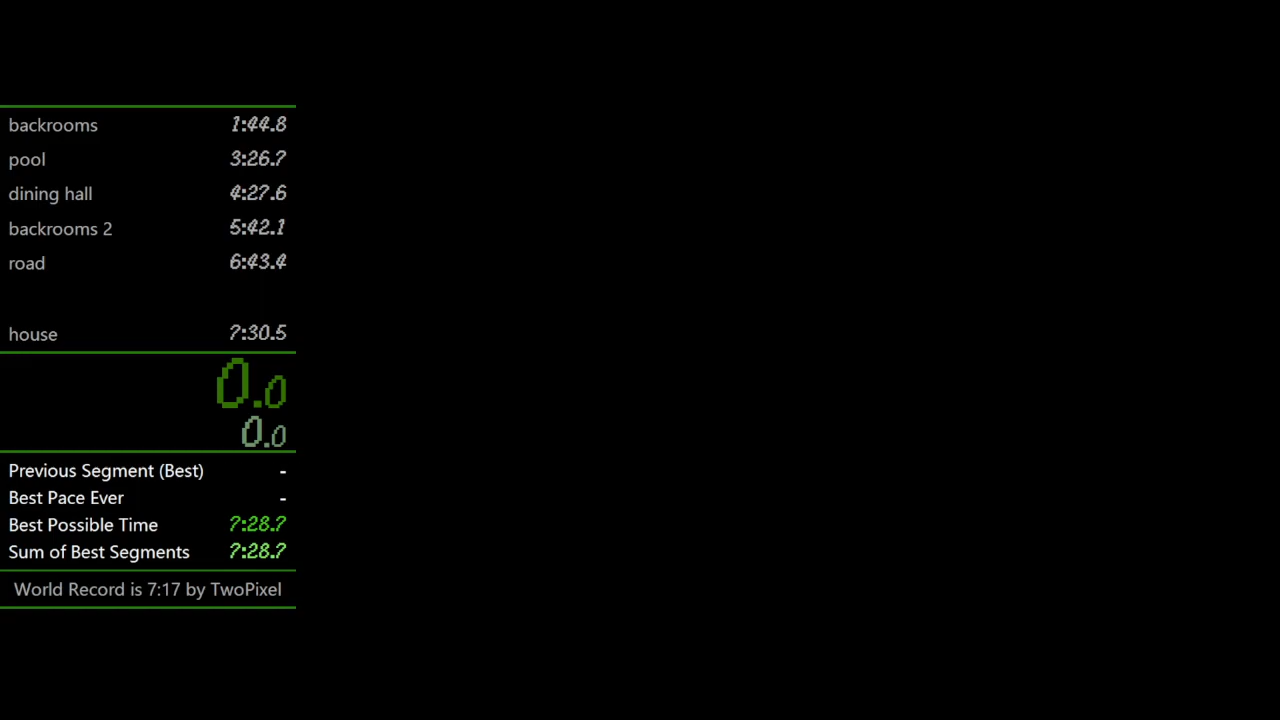 backrooms 1:44.8
pool 3:26.7
dining hall 4:27.6
backrooms 2 5:42.1
road 6:43.4
house 7:30.5
0.0
0.0
Previous Segment (Best) -
Best Pace Ever -
Best Possible Time 7:28.7
Sum of Best Segments 7:28.7
World Record is 7:17 by TwoPixel